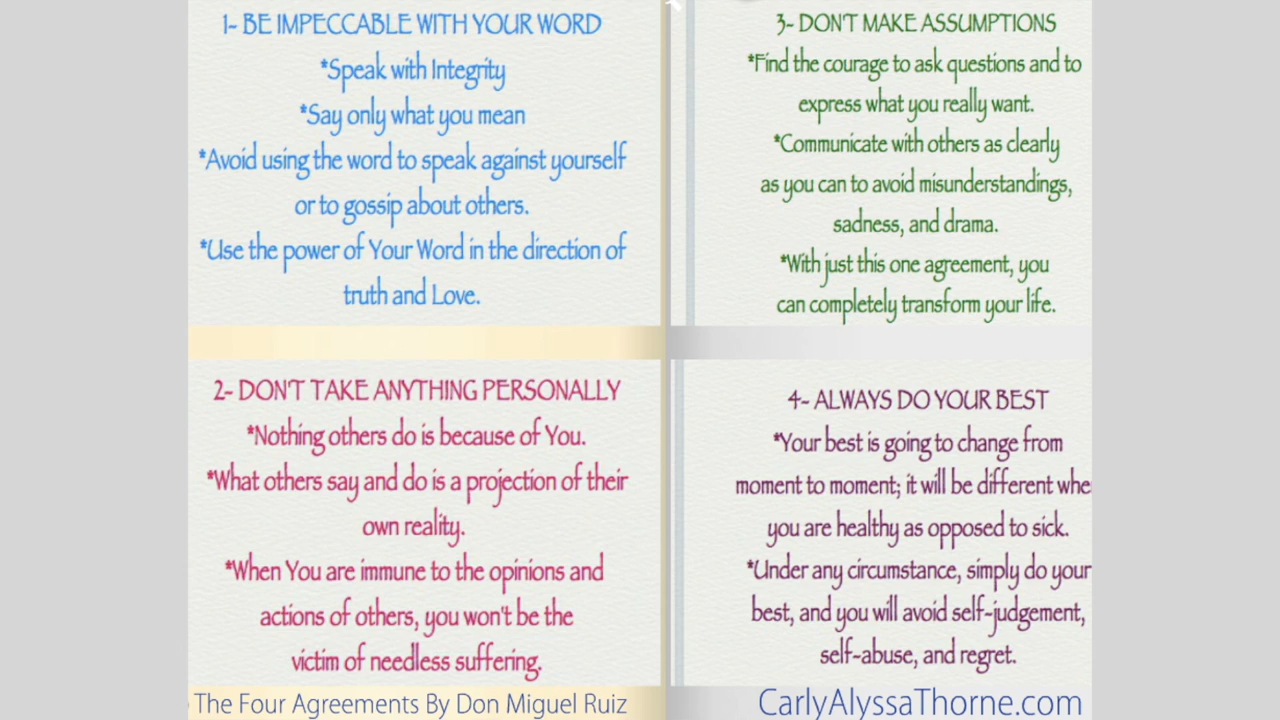 1- BE IMPECCABLE WITH YOUR WORD
*Speak with Integrity
*Say only what you mean
*Avoid using the word to speak against yourself
or to gossip about others.
*Use the power of Your Word in the direction of
truth and Love.
2- DON'T TAKE ANYTHING PERSONALLY
*Nothing others do is because of You.
*What others say and do is a projection of their
own reality.
*When You are immune to the opinions and
actions of others, you won't be the
victim of needless suffering.
The Four Agreements By Don Miguel Ruiz
3- DON'T MAKE ASSUMPTIONS
*Find the courage to ask questions and to
express what you really want.
*Communicate with others as clearly
as you can to avoid misunderstandings,
sadness, and drama.
*With just this one agreement, you
can completely transform your life.
4- ALWAYS DO YOUR BEST
*Your best is going to change from
moment to moment; it will be different whe
you are healthy as opposed to sick.
*Under any circumstance, simply do your
best, and you will avoid self-judgement,
self-abuse, and regret.
CarlyAlyssaThorne.com